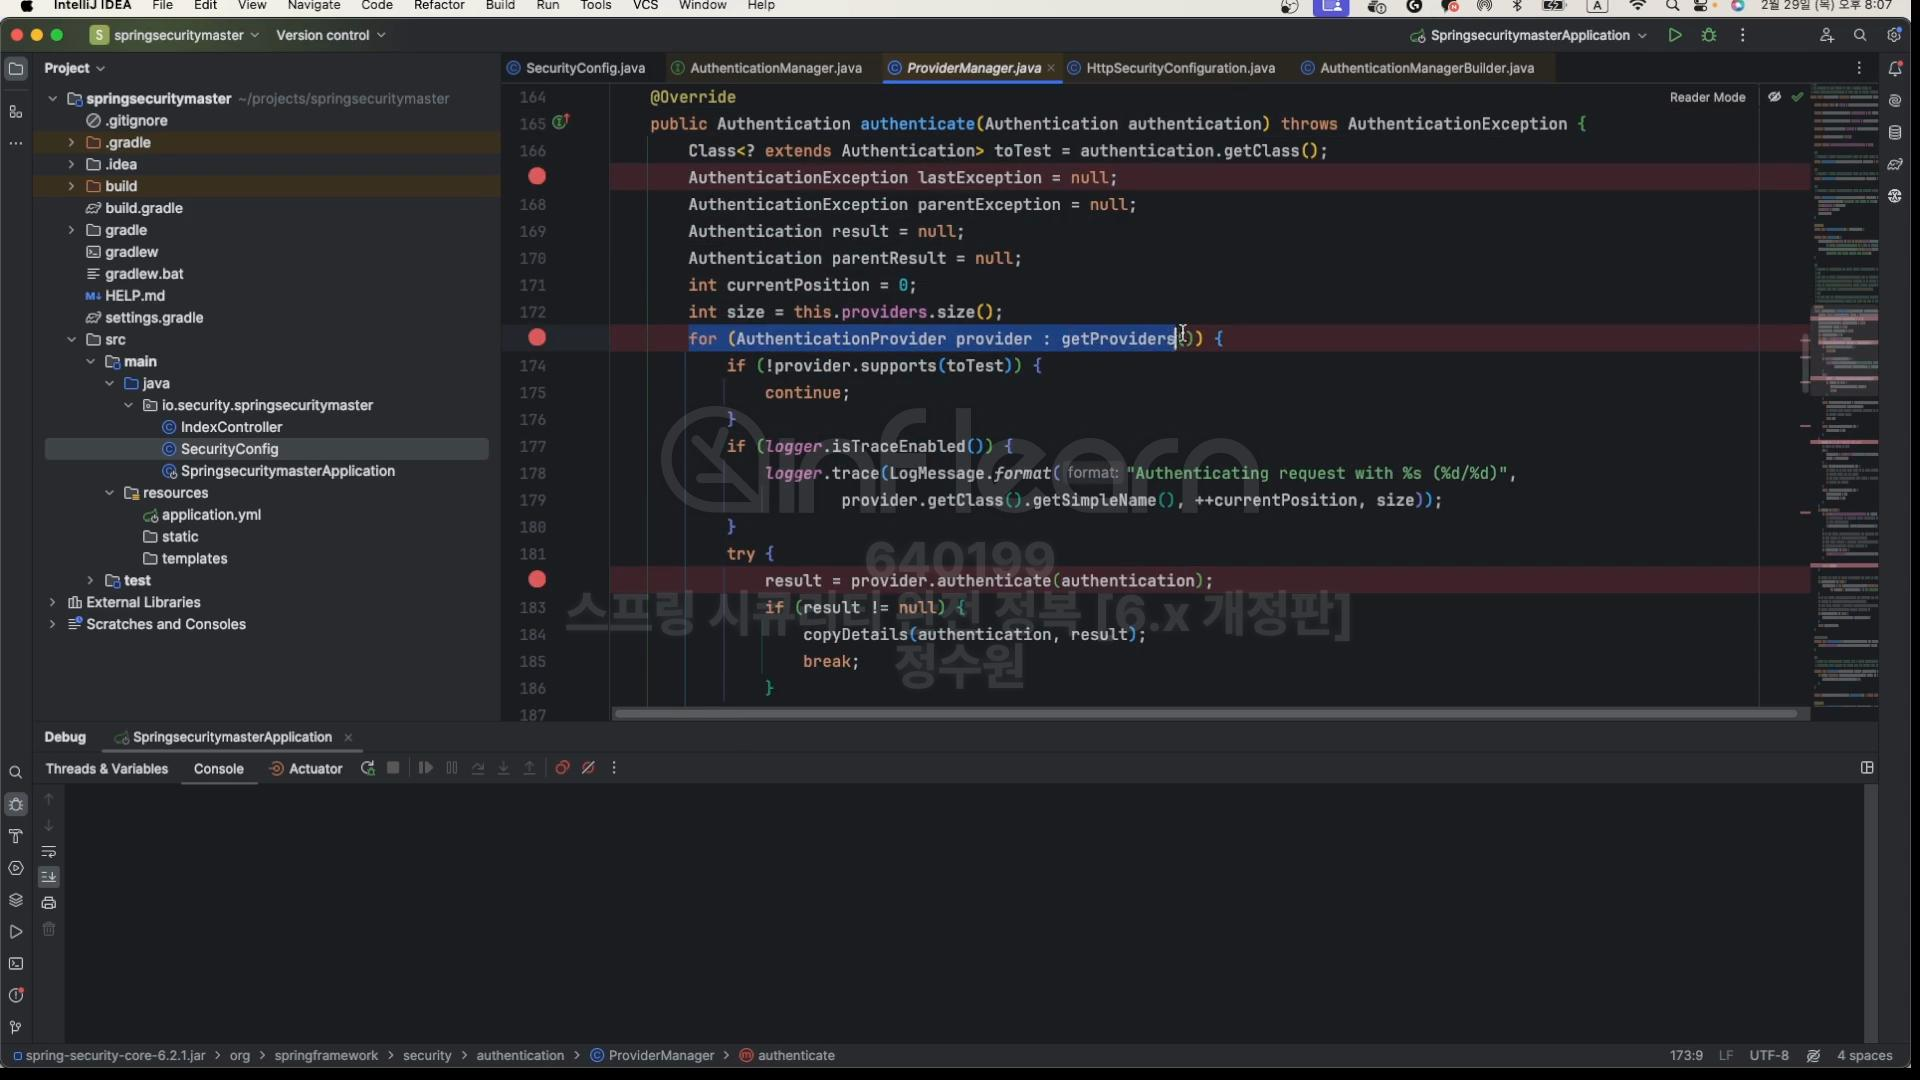 IntelliJ IDEA File Edit View Navigate Code Refactor Build Run Tools VCS Window Help A 2월 29일 (목) 오후 8:07
S springsecuritymaster Version control SpringsecuritymasterApplication
Project
springsecuritymaster ~/projects/springsecuritymaster
.gitignore
.gradle
.idea
build
build.gradle
gradle
gradlew
gradlew.bat
HELP.md
settings.gradle
src
main
java
io.security.springsecuritymaster
IndexController
SecurityConfig
SpringsecuritymasterApplication
resources
application.yml
static
templates
test
External Libraries
Scratches and Consoles
SecurityConfig.java AuthenticationManager.java ProviderManager.java HttpSecurityConfiguration.java AuthenticationManagerBuilder.java
Reader Mode
164 @Override
165 public Authentication authenticate(Authentication authentication) throws AuthenticationException {
166 Class<? extends Authentication> toTest = authentication.getClass();
AuthenticationException lastException = null;
168 AuthenticationException parentException = null;
169 Authentication result = null;
170 Authentication parentResult = null;
171 int currentPosition = 0;
172 int size = this.providers.size();
for (AuthenticationProvider provider : getProviders()) {
174 if (!provider.supports(toTest)) {
175 continue;
176 }
177 if (logger.isTraceEnabled()) {
178 logger.trace(LogMessage.format( format: "Authenticating request with %s (%d/%d)",
179 provider.getClass().getSimpleName(), ++currentPosition, size));
180 }
181 try {
result = provider.authenticate(authentication);
183 if (result != null) {
184 copyDetails(authentication, result);
185 break;
186 }
187
inflearn
640199
스프링 시큐리티 완전 정복 [6.x 개정판]
정수원
Debug SpringsecuritymasterApplication
Threads & Variables Console Actuator
spring-security-core-6.2.1.jar > org > springframework > security > authentication > ProviderManager > authenticate 173:9 LF UTF-8 4 spaces